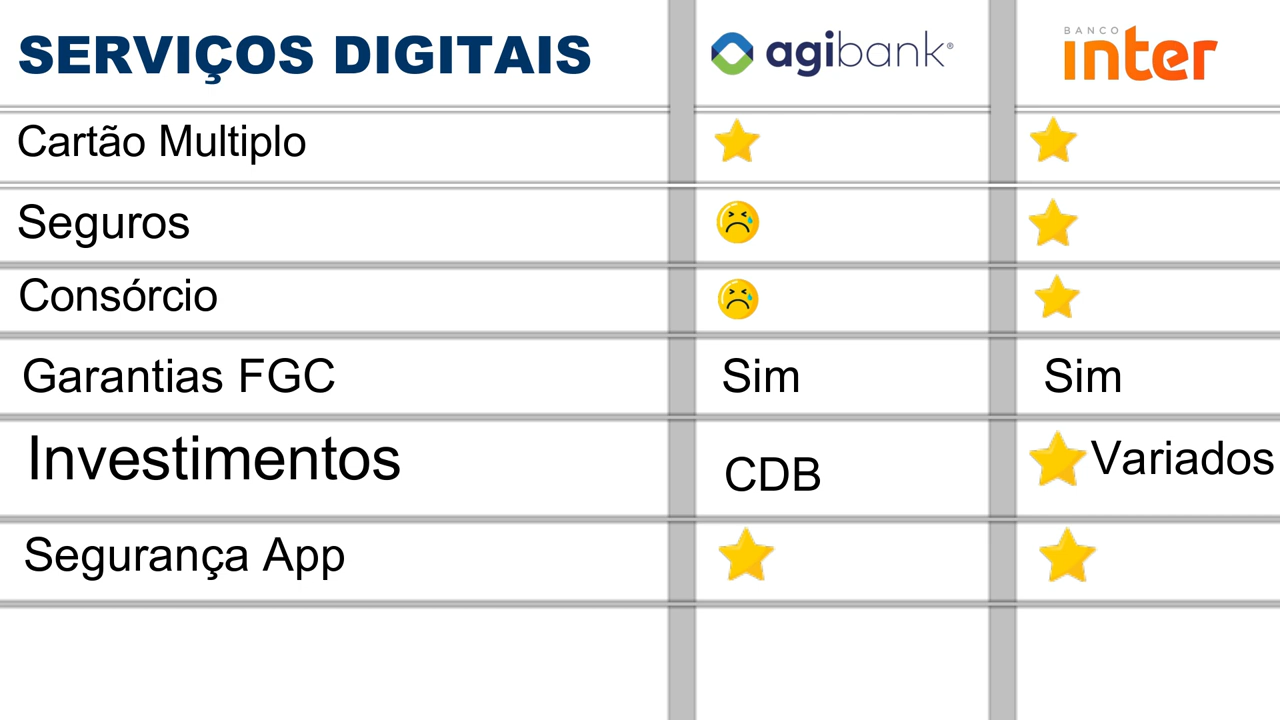 SERVIÇOS DIGITAIS agibank® BANCO inter
Cartão Multiplo
Seguros
Consórcio
Garantias FGC Sim Sim
Investimentos CDB Variados
Segurança App